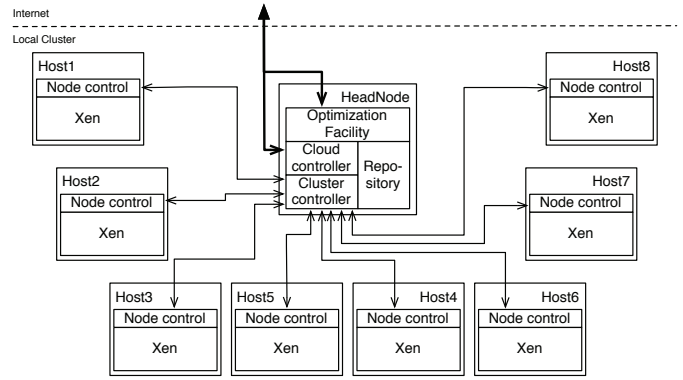 Internet
Local Cluster
Host1
Node control
Xen
Host8
Node control
Xen
HeadNode
Optimization
Facility
Cloud
controller
Cluster
controller
Repo-
sitory
Host2
Node control
Xen
Host7
Node control
Xen
Host3
Node control
Xen
Host5
Node control
Xen
Host4
Node control
Xen
Host6
Node control
Xen